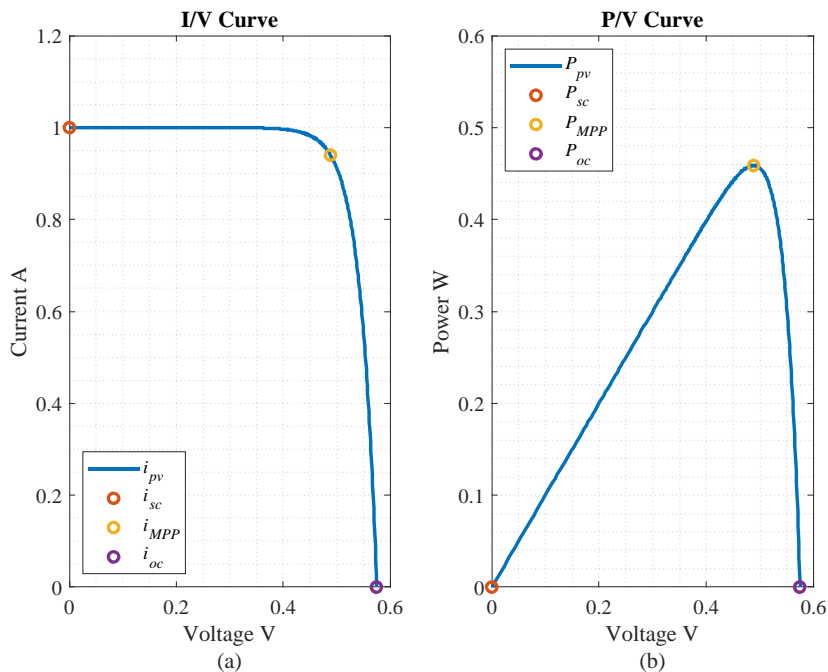 I/V Curve
1.2
1
0.8
0.6
0.4
0.2
0
Current A
i_pv
i_sc
i_MPP
i_oc
0 0.2 0.4 0.6
Voltage V
(a)
P/V Curve
0.6
0.5
0.4
0.3
0.2
0.1
0
Power W
P_pv
P_sc
P_MPP
P_oc
0 0.2 0.4 0.6
Voltage V
(b)